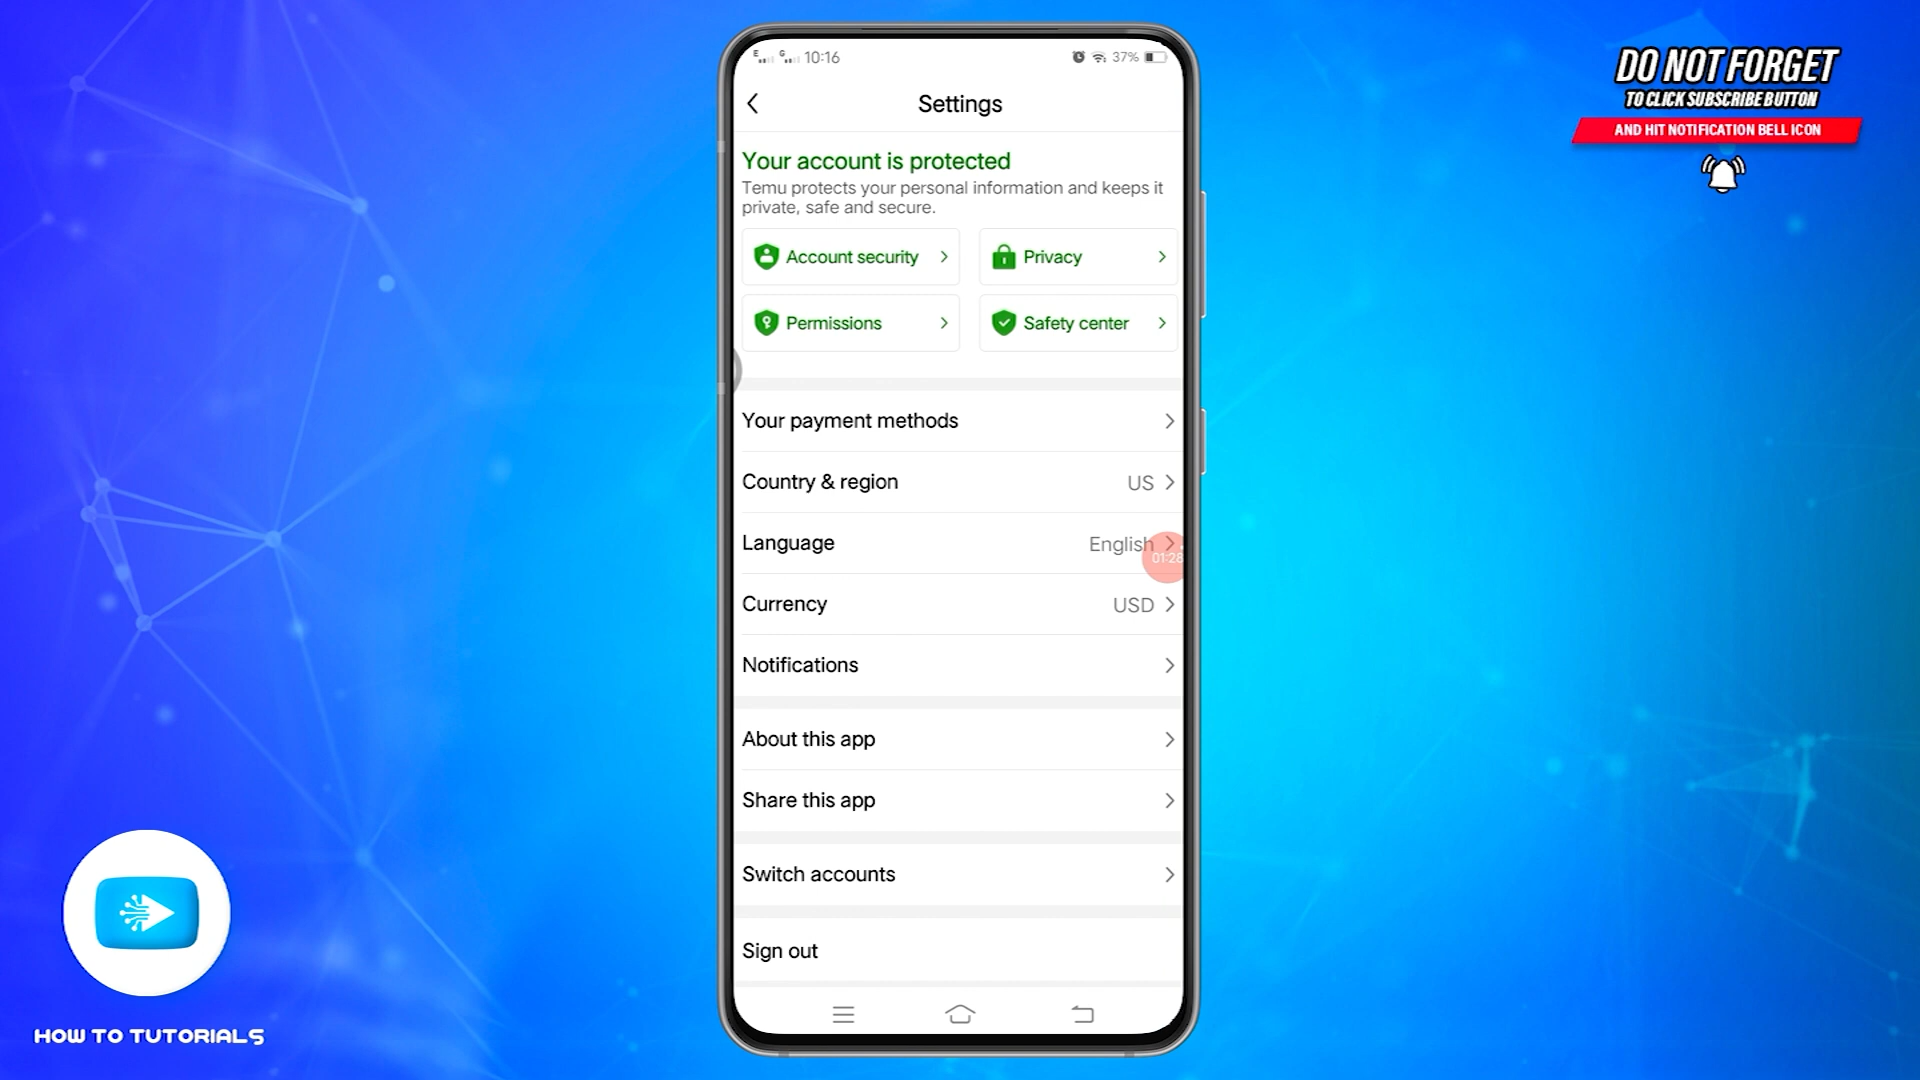 DO NOT FORGET
TO CLICK SUBSCRIBE BUTTON
AND HIT NOTIFICATION BELL ICON
E G 10:16 37%
Settings
Your account is protected
Temu protects your personal information and keeps it
private, safe and secure.
Account security
Privacy
Permissions
Safety center
Your payment methods
Country & region US
Language English
01:28
Currency USD
Notifications
About this app
Share this app
Switch accounts
Sign out
HOW TO TUTORIALS